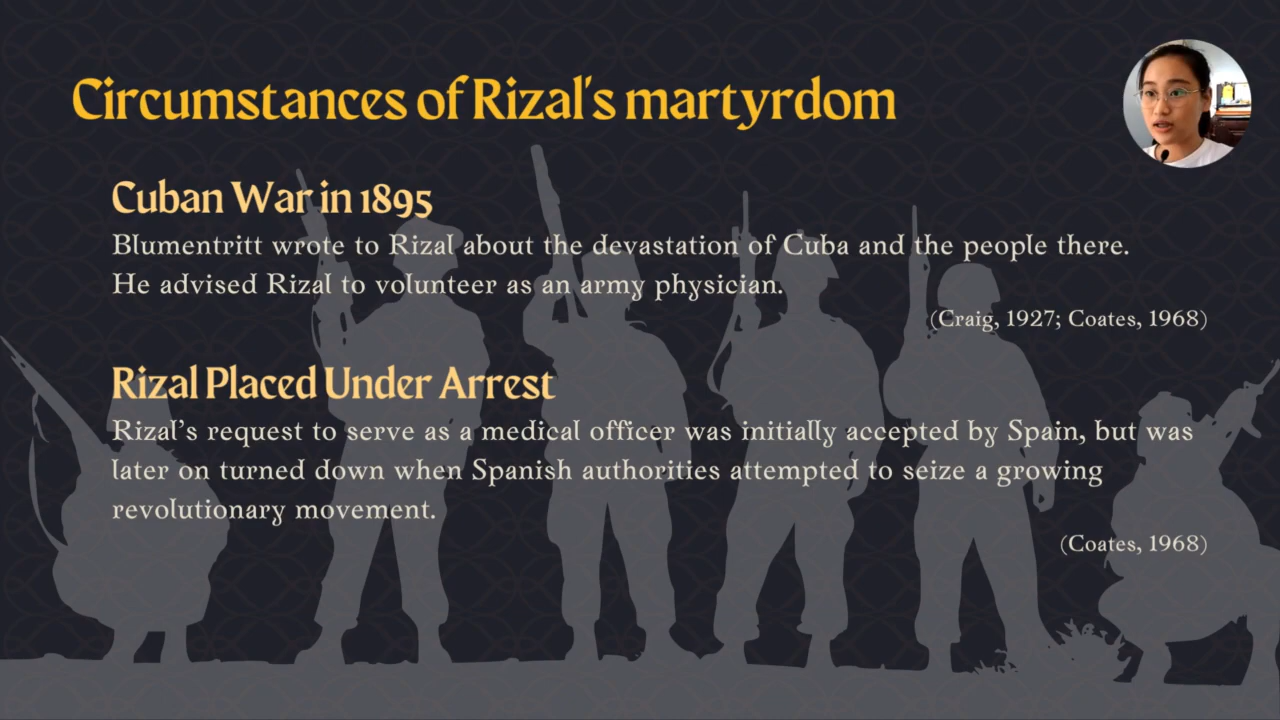 Circumstances of Rizal's martyrdom
Cuban War in 1895
Blumentritt wrote to Rizal about the devastation of Cuba and the people there.
He advised Rizal to volunteer as an army physician.
(Craig, 1927; Coates, 1968)
Rizal Placed Under Arrest
Rizal’s request to serve as a medical officer was initially accepted by Spain, but was
later on turned down when Spanish authorities attempted to seize a growing
revolutionary movement.
(Coates, 1968)